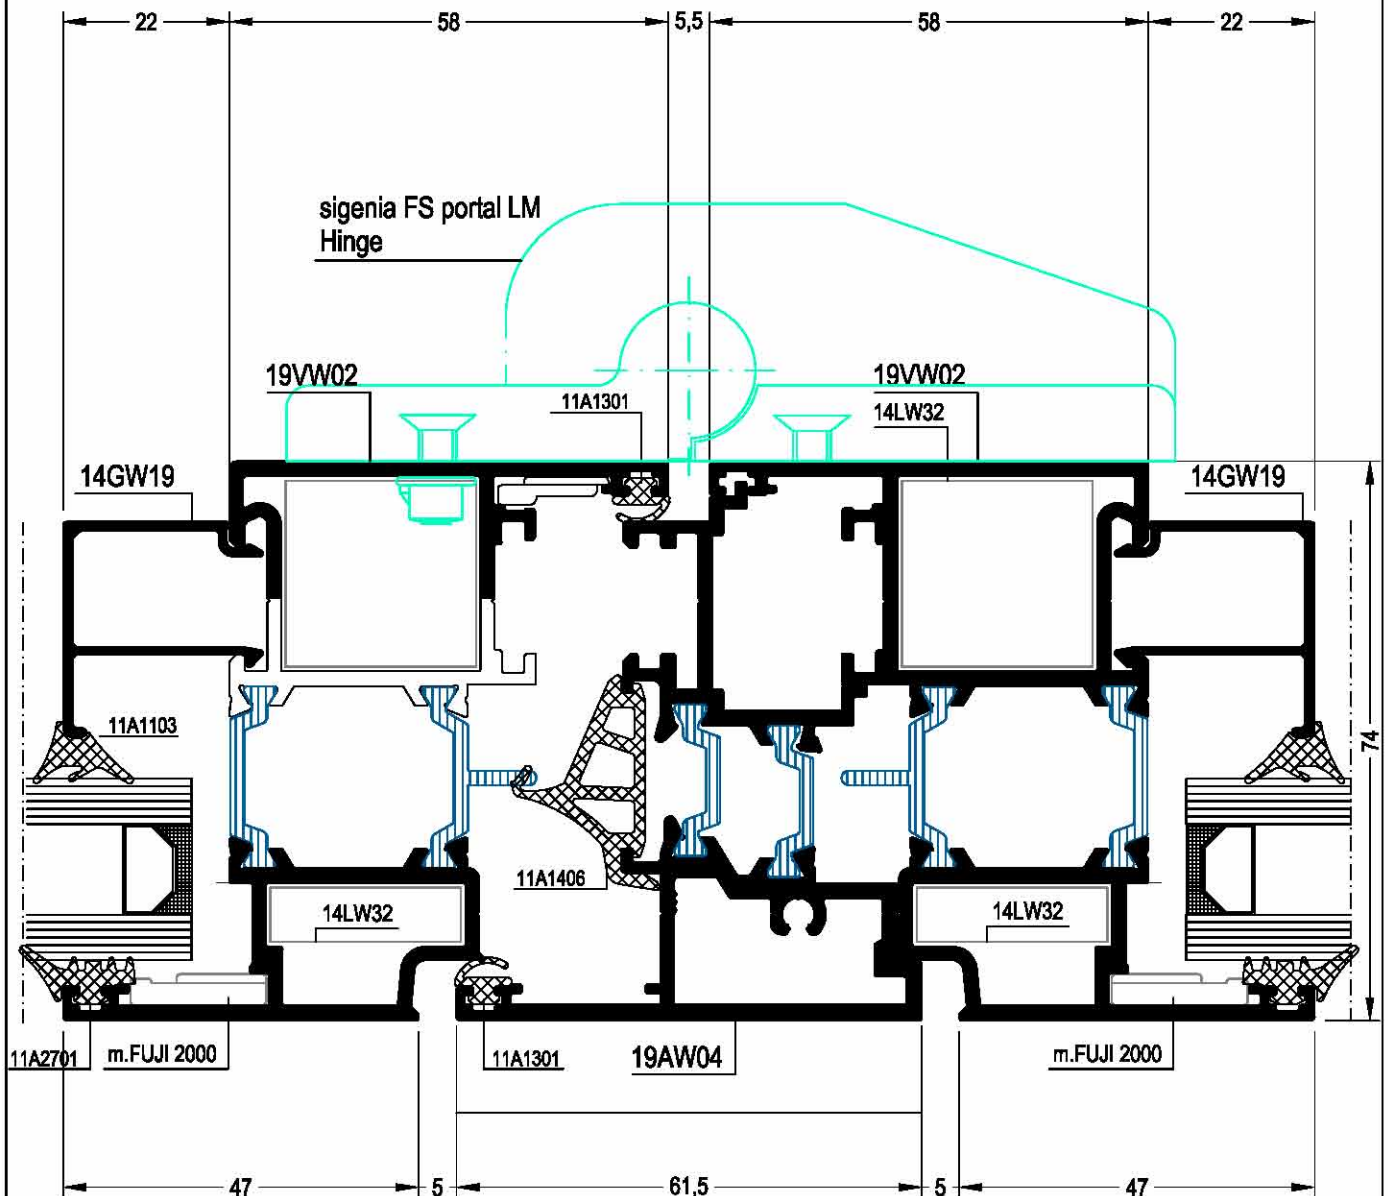 22 58 5,5 58 22
sigenia FS portal LM
Hinge
19VW02 19VW02
11A1301 14LW32
14GW19 14GW19
11A1103
74
11A1406
14LW32 14LW32
11A2701 m.FUJI 2000 11A1301 19AW04 m.FUJI 2000
47 5 61,5 5 47